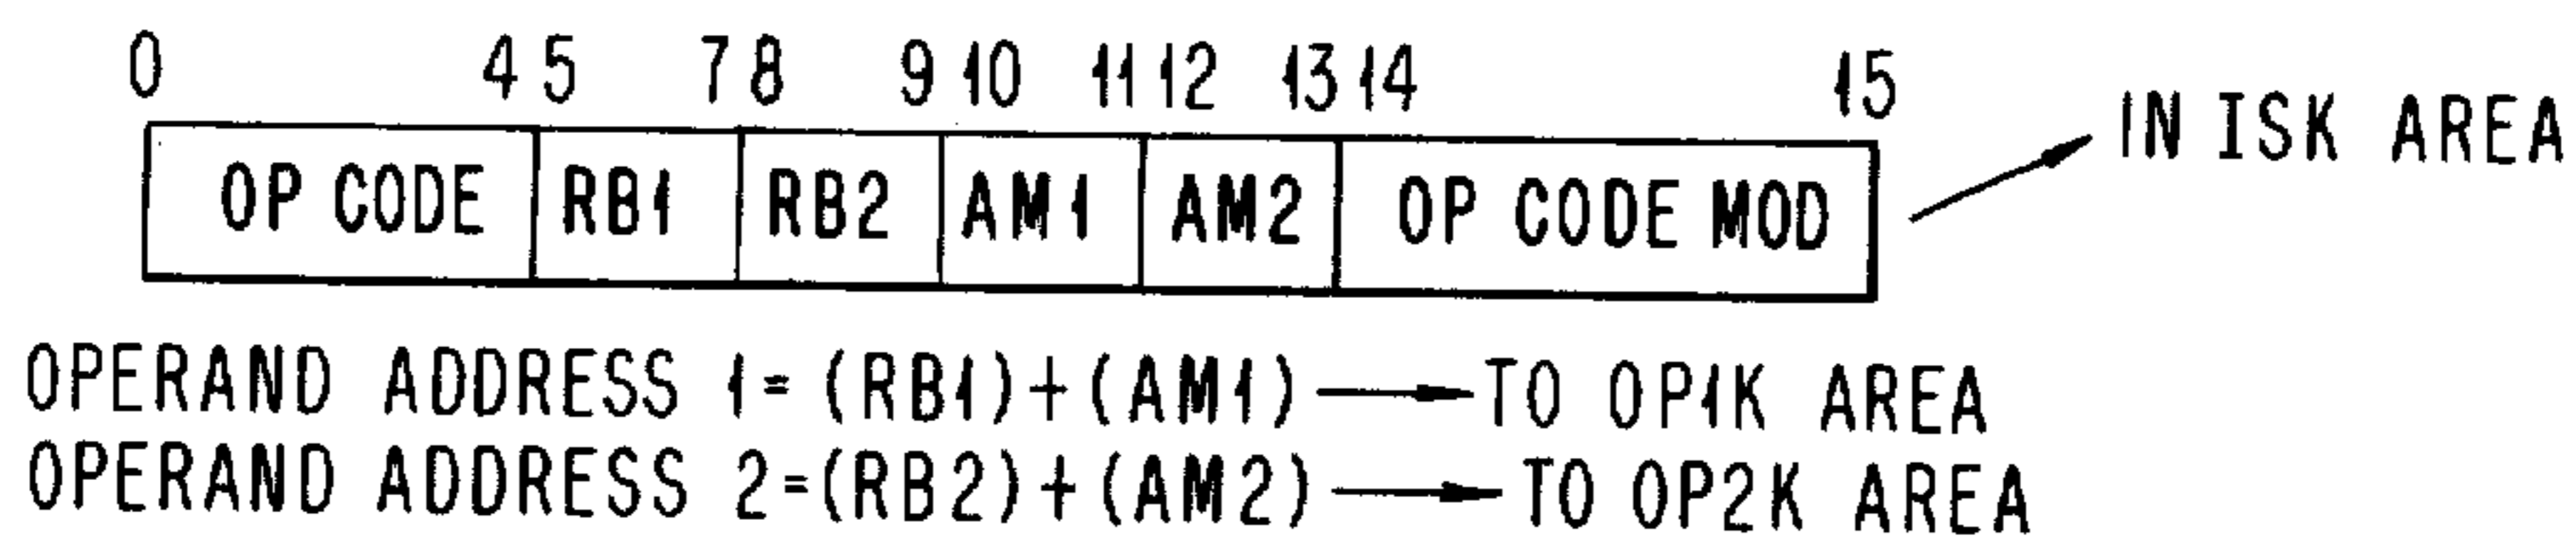 0 4 5 7 8 9 10 11 12 13 14 15
OP CODE RB1 RB2 AM1 AM2 OP CODE MOD
IN ISK AREA
OPERAND ADDRESS 1=(RB1)+(AM1) TO OP1K AREA
OPERAND ADDRESS 2=(RB2)+(AM2) TO OP2K AREA